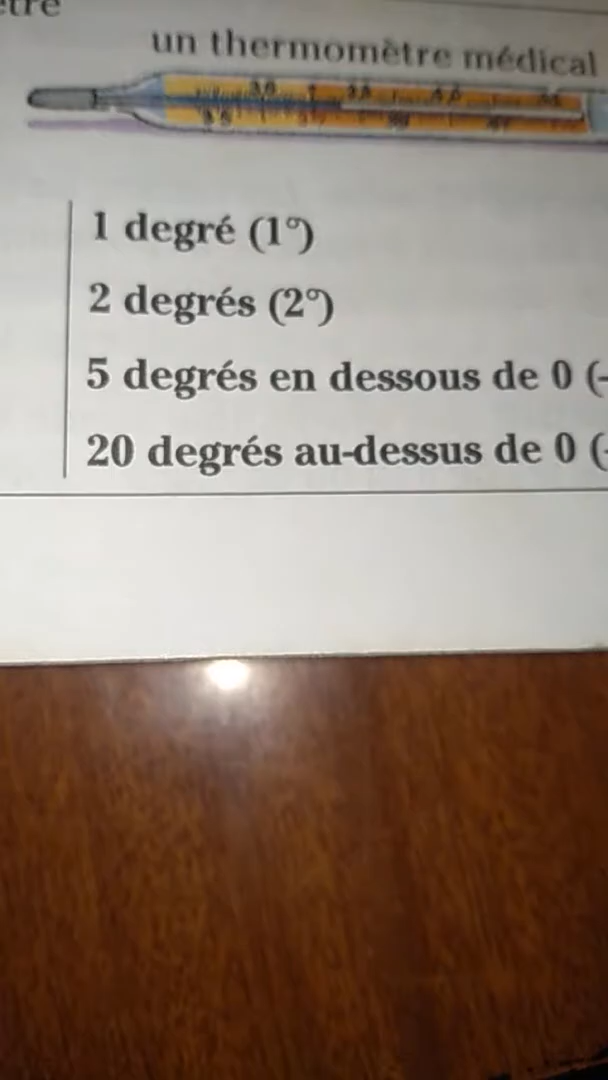 un thermomètre médical
1 degré (1°)
2 degrés (2°)
5 degrés en dessous de 0 (-
20 degrés au-dessus de 0 (